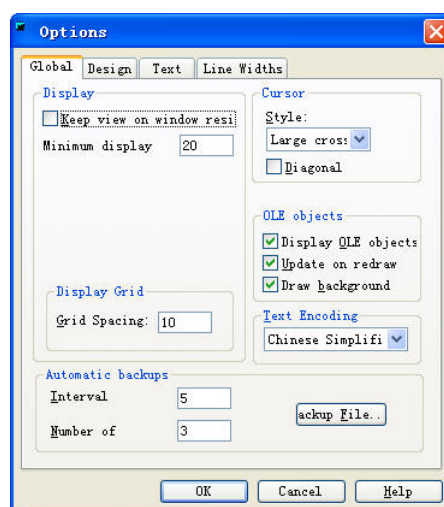 Options
Global
Design
Text
Line Widths
Display
Keep view on window resi
Minimum display
20
Display Grid
Grid Spacing:
10
Cursor
Style:
Large cros:
Diagonal
OLE objects
Display OLE objects
Update on redraw
Draw background
Text Encoding
Chinese Simplifi
Automatic backups
Interval
5
Number of
3
ackup File..
OK
Cancel
Help